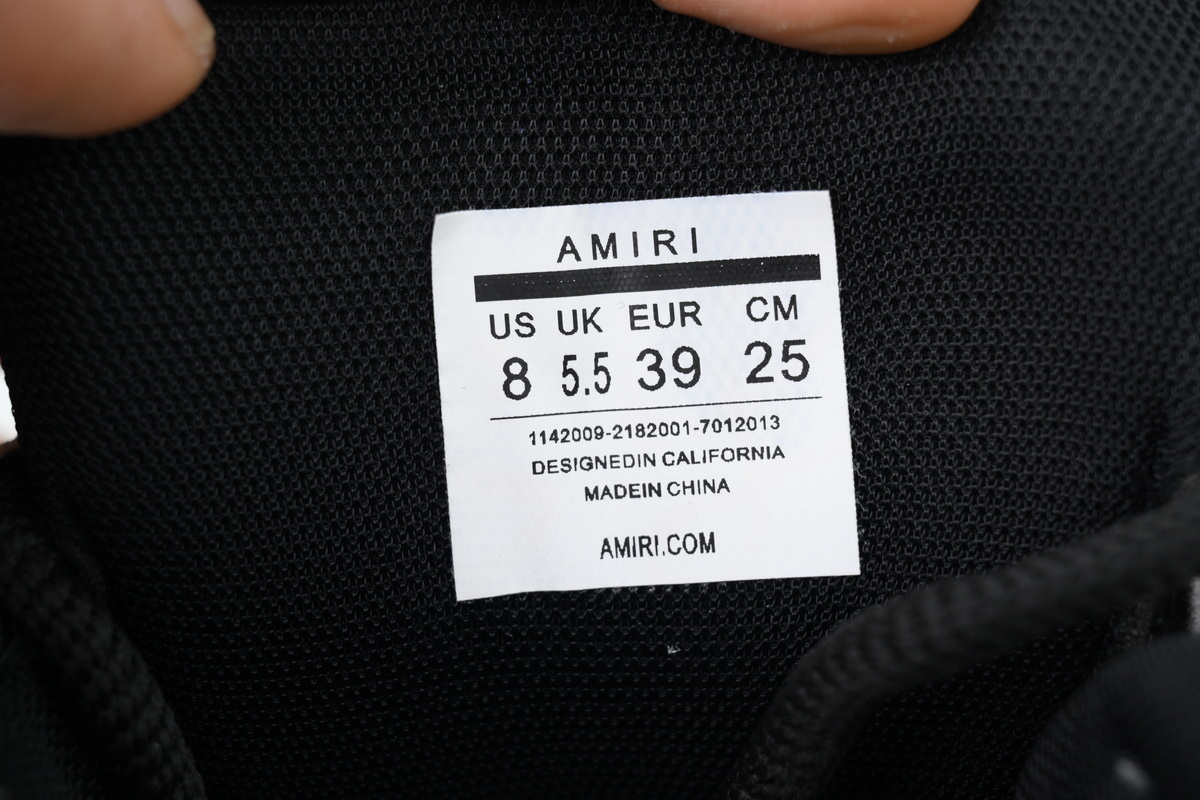 AMIRI
US UK EUR CM
8 5.5 39 25
1142009-2182001-7012013
DESIGNEDIN CALIFORNIA
MADEIN CHINA
AMIRI.COM